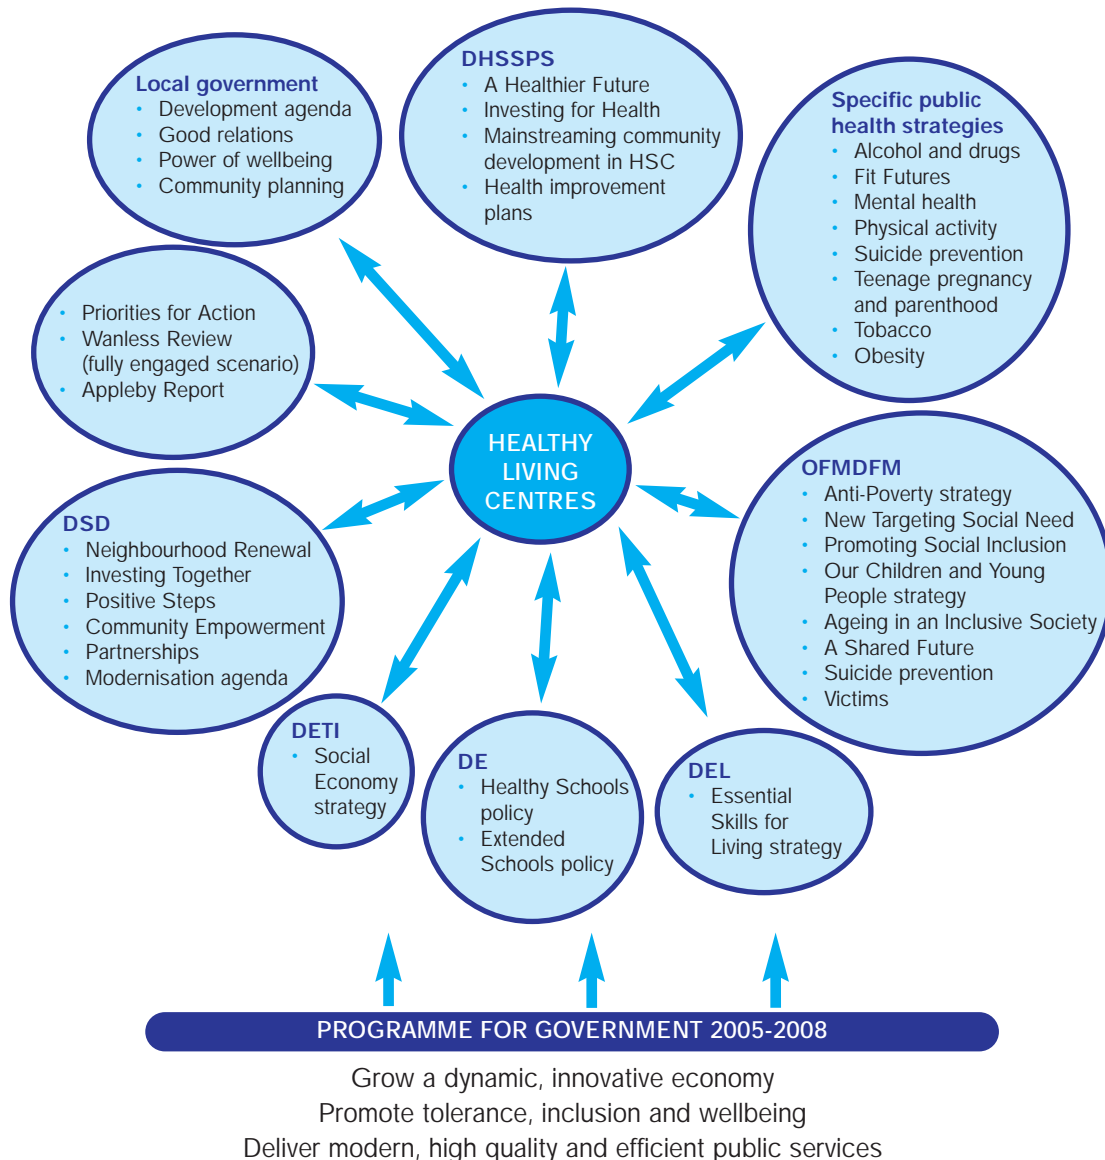 Local government
• Development agenda
• Good relations
• Power of wellbeing
• Community planning
DHSSPS
• A Healthier Future
• Investing for Health
• Mainstreaming community
development in HSC
• Health improvement
plans
Specific public
health strategies
• Alcohol and drugs
• Fit Futures
• Mental health
• Physical activity
• Suicide prevention
• Teenage pregnancy
and parenthood
• Tobacco
• Obesity
• Priorities for Action
• Wanless Review
(fully engaged scenario)
• Appleby Report
HEALTHY
LIVING
CENTRES
OFMDFM
• Anti-Poverty strategy
• New Targeting Social Need
• Promoting Social Inclusion
• Our Children and Young
People strategy
• Ageing in an Inclusive Society
• A Shared Future
• Suicide prevention
• Victims
DSD
• Neighbourhood Renewal
• Investing Together
• Positive Steps
• Community Empowerment
• Partnerships
• Modernisation agenda
DETI
• Social
Economy
strategy
DE
• Healthy Schools
policy
• Extended
Schools policy
DEL
• Essential
Skills for
Living strategy
PROGRAMME FOR GOVERNMENT 2005-2008
Grow a dynamic, innovative economy
Promote tolerance, inclusion and wellbeing
Deliver modern, high quality and efficient public services